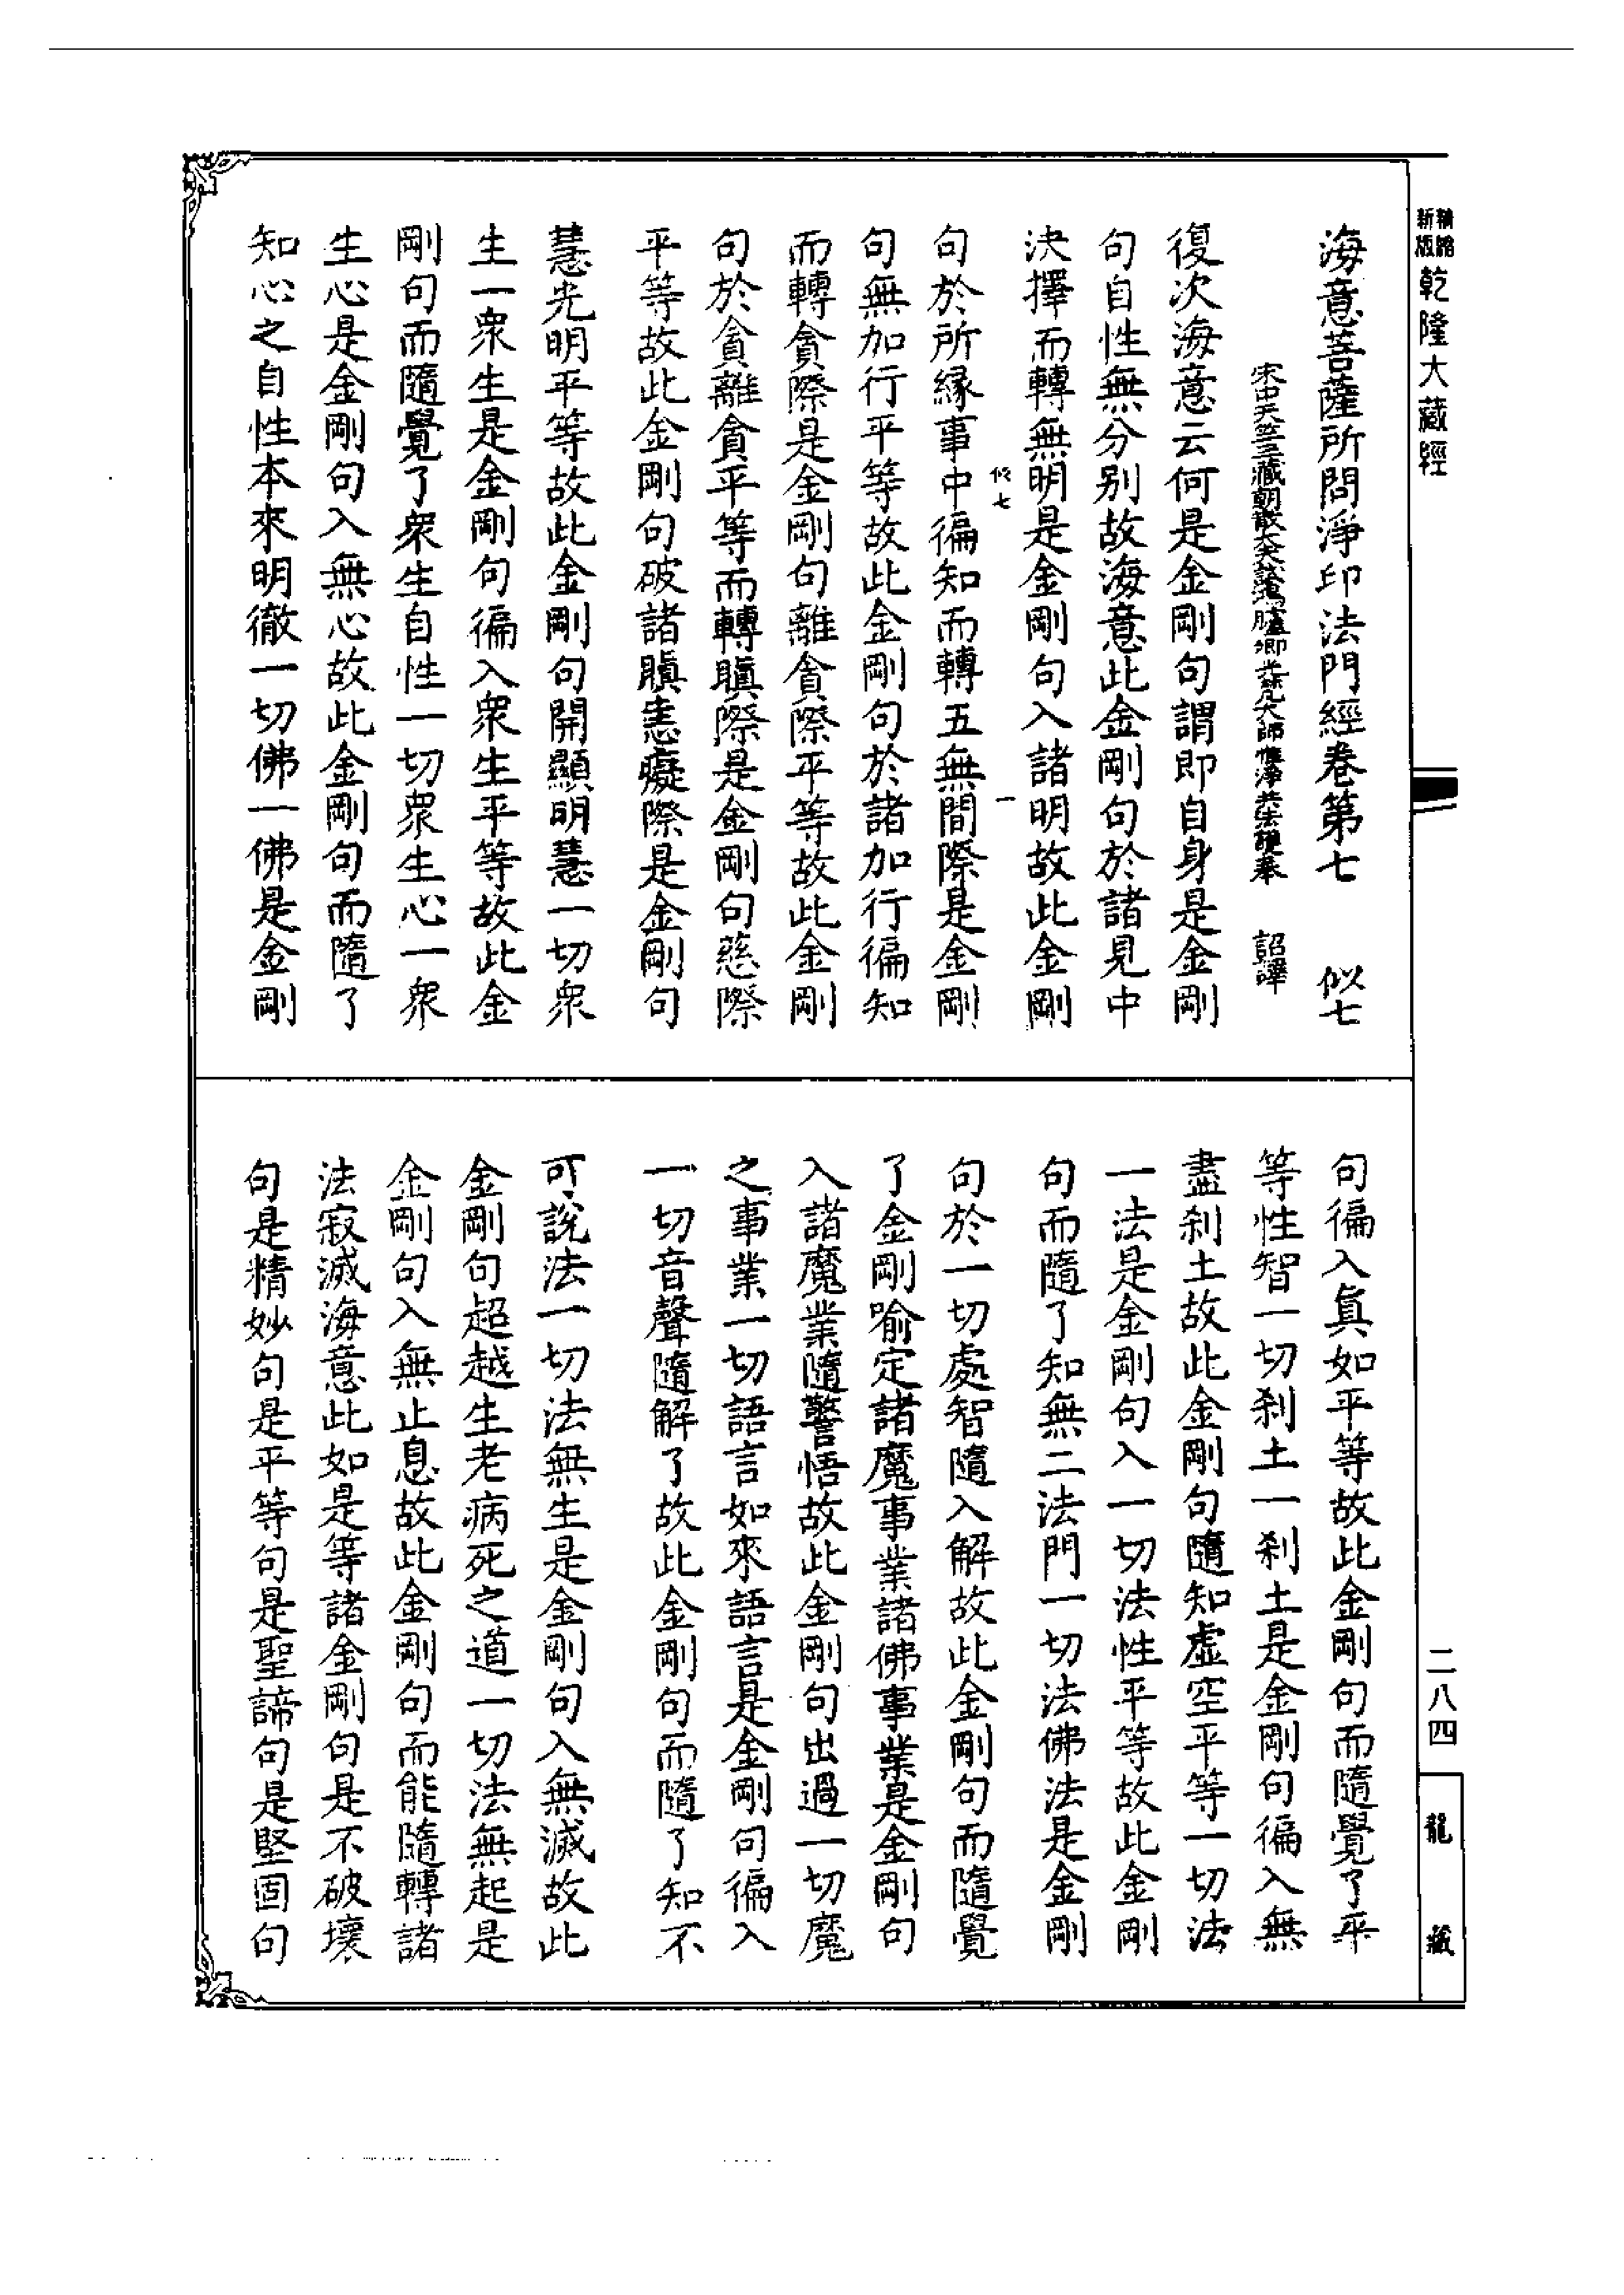 新版精縮乾隆大藏經
海意菩薩所問淨印法門經卷第七　似七
宋中天竺三藏朝散大夫試鴻臚卿光梵大師惟淨共法護奉　詔譯
復次海意云何是金剛句謂即自身是金剛
句自性無分別故海意此金剛句於諸見中
決擇而轉無明是金剛句入諸明故此金剛
似七　一
句於所緣事中徧知而轉五無間際是金剛
句無加行平等故此金剛句於諸加行徧知
而轉貪際是金剛句離貪際平等故此金剛
句於貪離貪平等而轉瞋際是金剛句慈際
平等故此金剛句破諸瞋恚癡際是金剛句
慧光明平等故此金剛句開顯明慧一切衆
生一衆生是金剛句徧入衆生平等故此金
剛句而隨覺了衆生自性一切衆生心一衆
生心是金剛句入無心故此金剛句而隨了
知心之自性本來明徹一切佛一佛是金剛
句徧入眞如平等故此金剛句而隨覺了平
等性智一切刹土一刹土是金剛句徧入無
盡刹土故此金剛句隨知虛空平等一切法
一法是金剛句入一切法性平等故此金剛
句而隨了知無二法門一切法佛法是金剛
句於一切處智隨入解故此金剛句而隨覺
了金剛喻定諸魔事業諸佛事業是金剛句
入諸魔業隨警悟故此金剛句出過一切魔
之事業一切語言如來語言是金剛句徧入
一切音聲隨解了故此金剛句而隨了知不
可說法一切法無生是金剛句入無滅故此
金剛句超越生老病死之道一切法無起是
金剛句入無止息故此金剛句而能隨轉諸
法寂滅海意此如是等諸金剛句是不破壞
句是精妙句是平等句是聖諦句是堅固句
二八四
龍藏